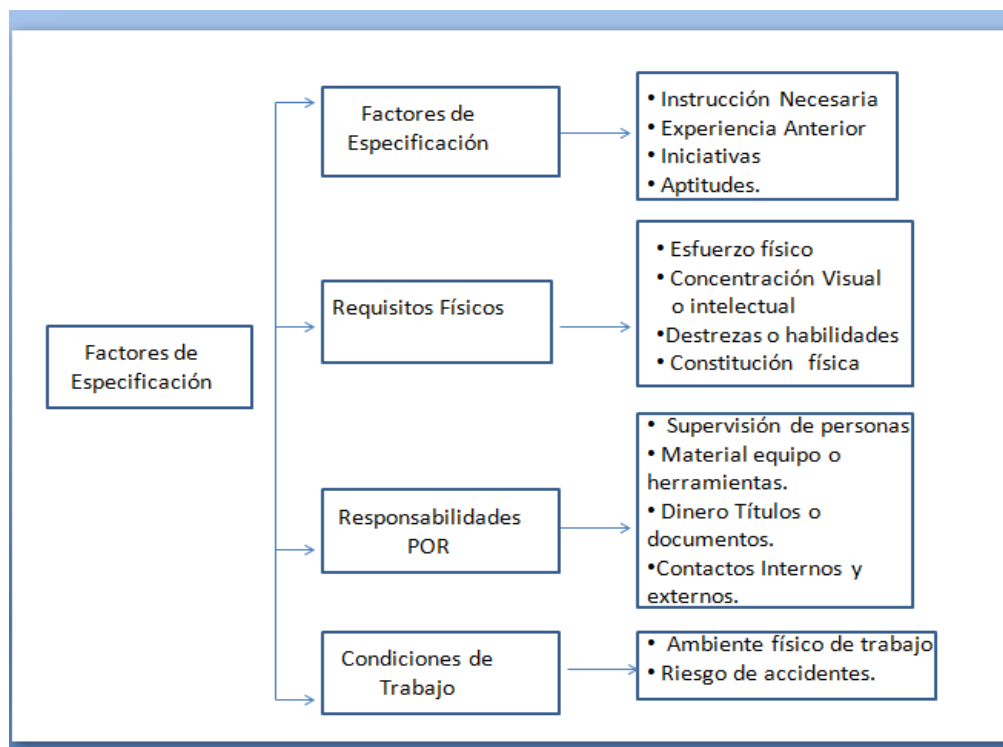 Factores de
Especificación
Factores de
Especificación
• Instrucción Necesaria
• Experiencia Anterior
• Iniciativas
• Aptitudes.
Requisitos Físicos
• Esfuerzo físico
• Concentración Visual
o intelectual
•Destrezas o habilidades
• Constitución física
Responsabilidades
POR
• Supervisión de personas
• Material equipo o
herramientas.
• Dinero Títulos o
documentos.
•Contactos Internos y
externos.
Condiciones de
Trabajo
• Ambiente físico de trabajo
• Riesgo de accidentes.